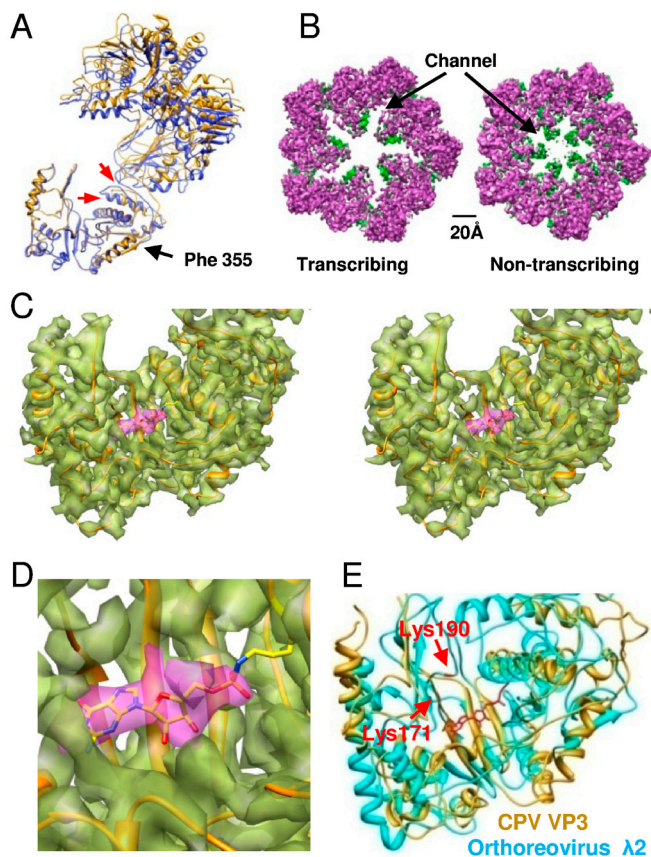 A
B
Channel
Phe 355
20Å
Transcribing
Non-transcribing
C
D
E
Lys190
Lys171
CPV VP3
Orthoreovirus λ2